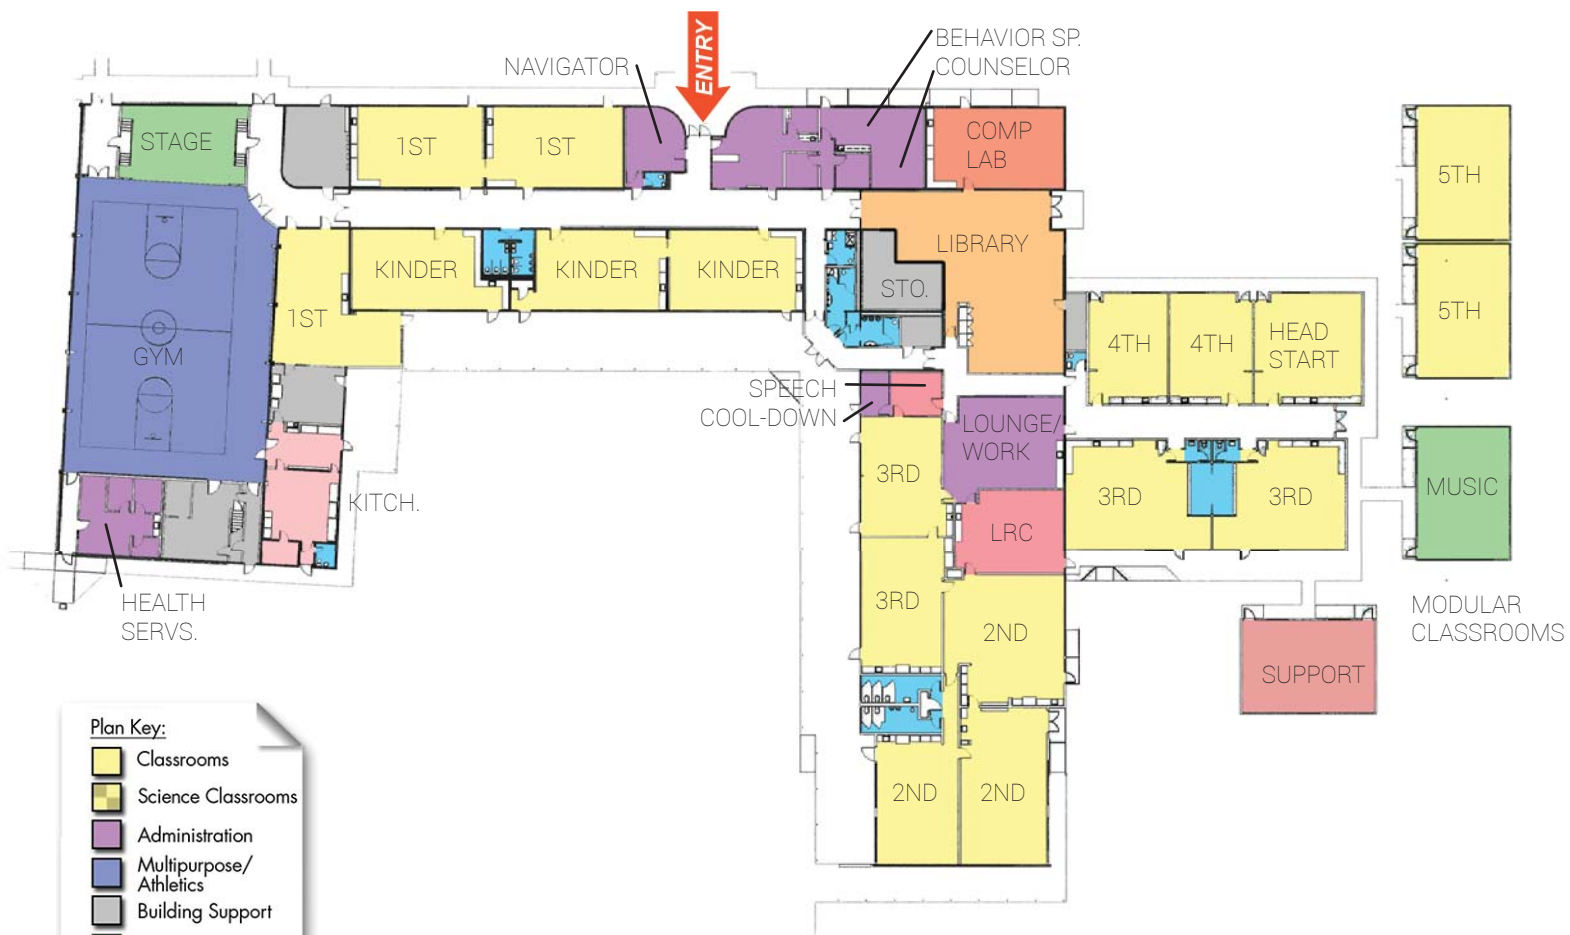 ENTRY
BEHAVIOR SP.
COUNSELOR
NAVIGATOR
STAGE
1ST
1ST
COMP
LAB
5TH
LIBRARY
KINDER
KINDER
KINDER
STO.
1ST
5TH
GYM
4TH
4TH
HEAD
START
SPEECH
COOL-DOWN
LOUNGE/
WORK
3RD
3RD
3RD
MUSIC
KITCH.
LRC
HEALTH
SERVS.
3RD
2ND
MODULAR
CLASSROOMS
SUPPORT
2ND
2ND
Plan Key:
Classrooms
Science Classrooms
Administration
Multipurpose/
Athletics
Building Support